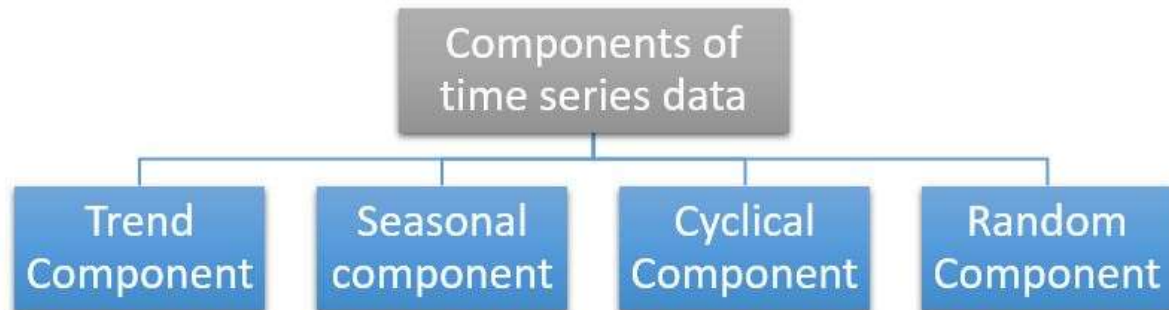 Components of
time series data
Trend
Component
Seasonal
component
Cyclical
Component
Random
Component